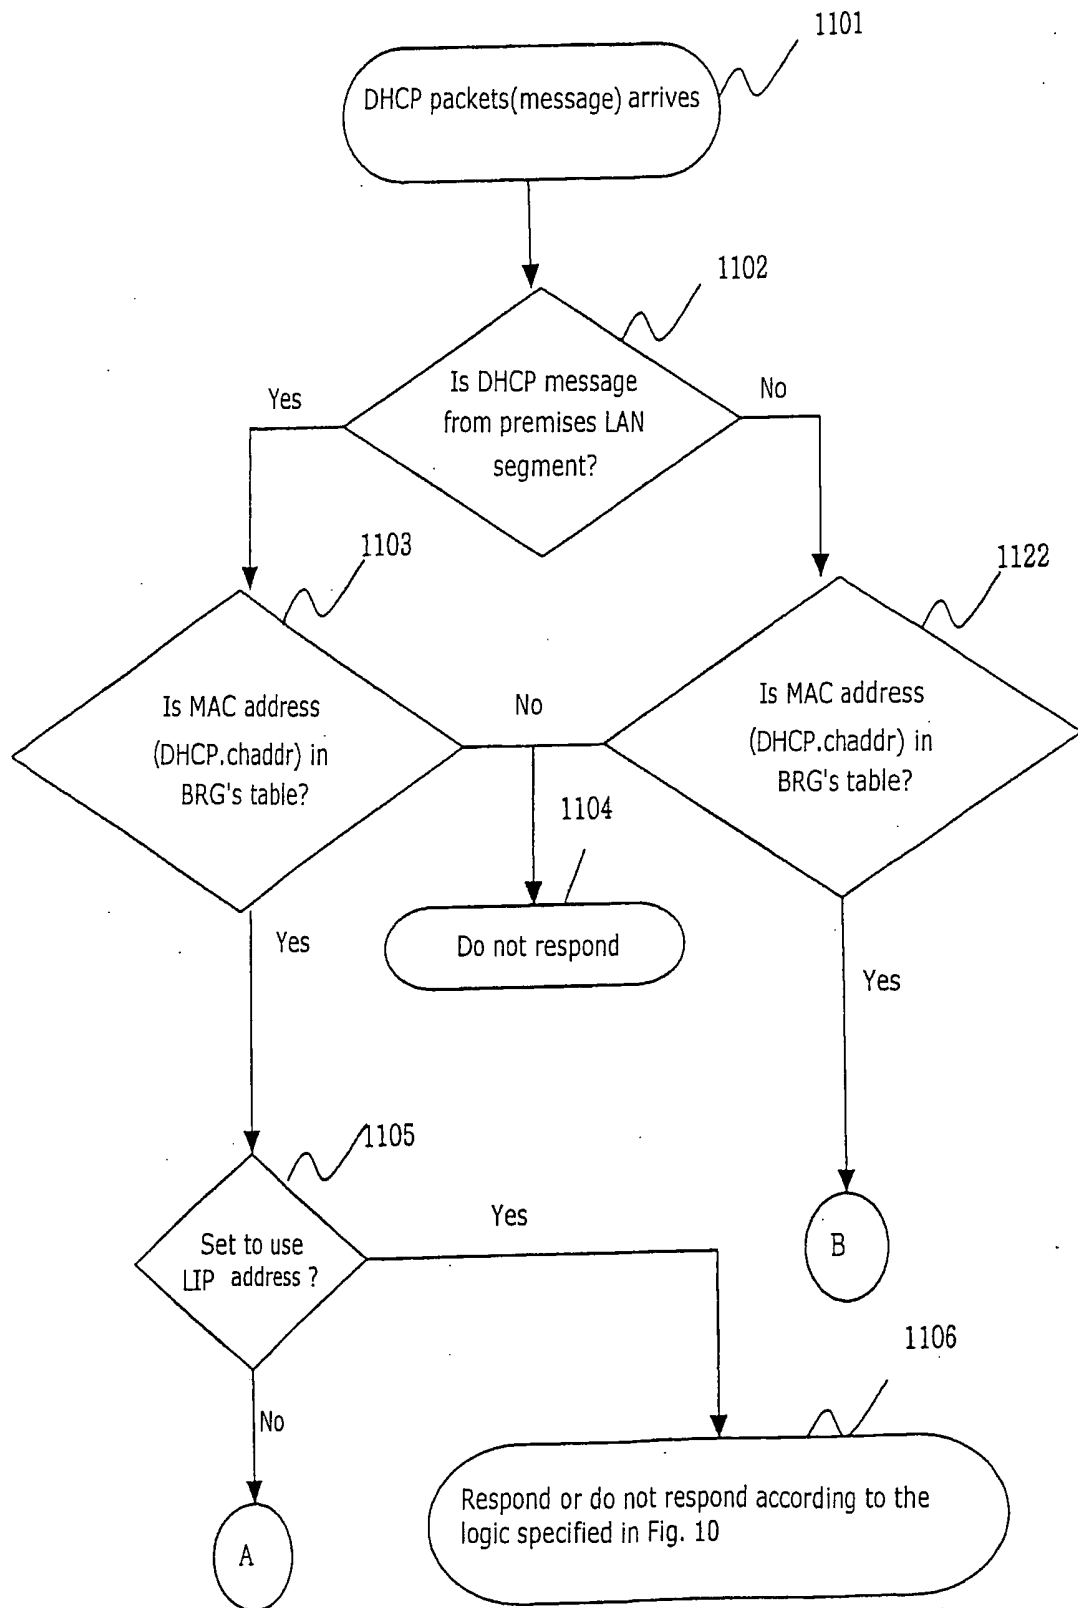 1101
DHCP packets(message) arrives
1102
Is DHCP message
from premises LAN
segment?
Yes
No
1103
1122
Is MAC address
(DHCP.chaddr) in
BRG's table?
No
Is MAC address
(DHCP.chaddr) in
BRG's table?
1104
Do not respond
Yes
Yes
1105
Set to use
LIP address ?
Yes
B
1106
No
Respond or do not respond according to the
logic specified in Fig. 10
A